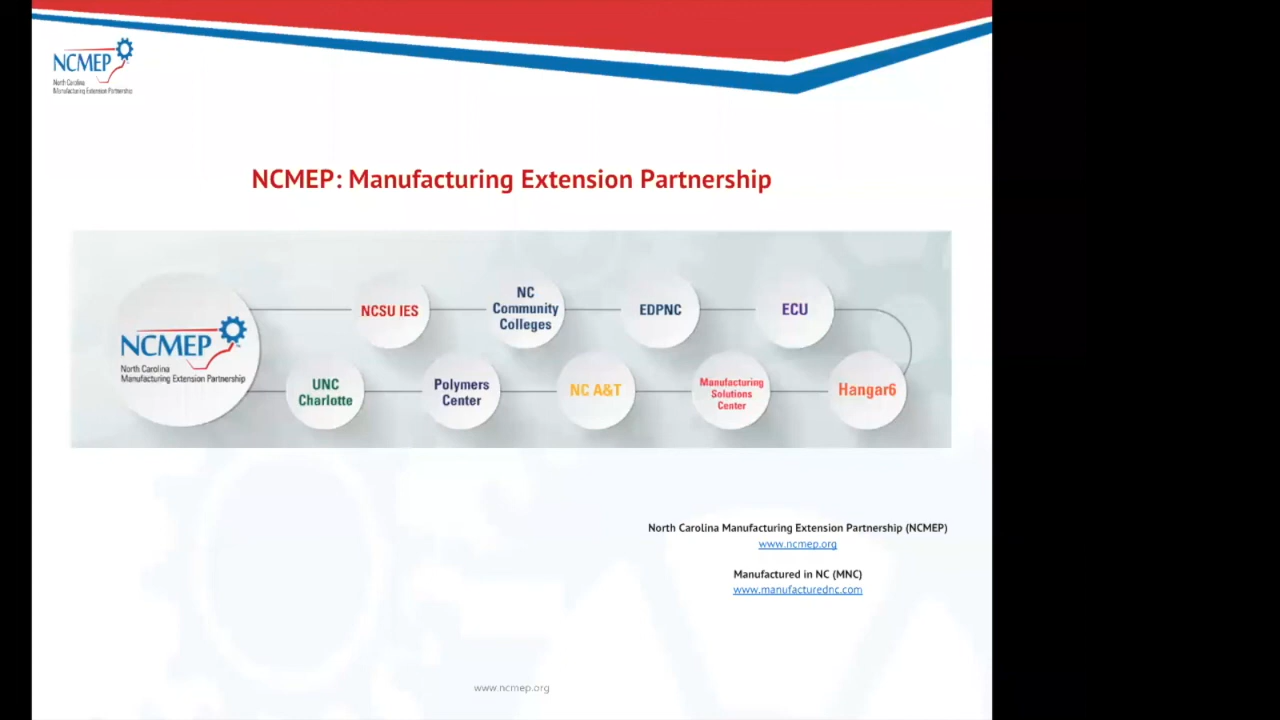 NCMEP
North Carolina
Manufacturing Extension Partnership
NCMEP: Manufacturing Extension Partnership
NCMEP
North Carolina
Manufacturing Extension Partnership
NCSU IES
NC
Community
Colleges
EDPNC
ECU
UNC
Charlotte
Polymers
Center
NC A&T
Manufacturing
Solutions
Center
Hangar6
North Carolina Manufacturing Extension Partnership (NCMEP)
www.ncmep.org
Manufactured in NC (MNC)
www.manufacturednc.com
www.ncmep.org